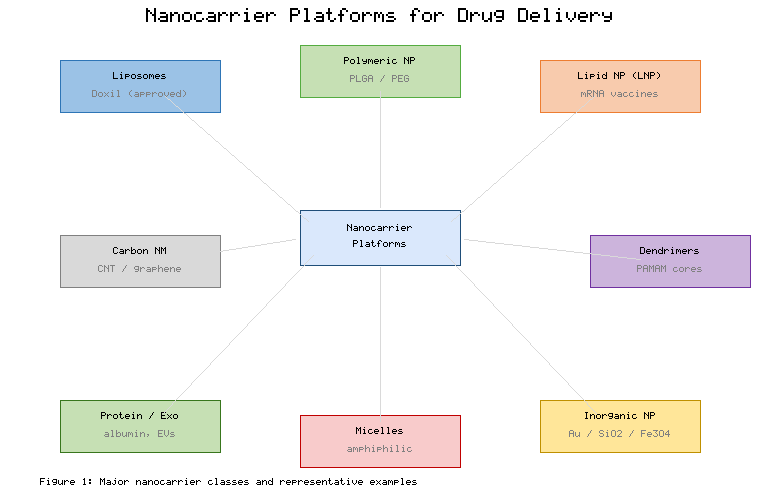 Nanocarrier Platforms for Drug Delivery
Liposomes
Doxil (approved)
Polymeric NP
PLGA / PEG
Lipid NP (LNP)
mRNA vaccines
Carbon NM
CNT / graphene
Nanocarrier
Platforms
Dendrimers
PAMAM cores
Protein / Exo
albumin, EVs
Micelles
amphiphilic
Inorganic NP
Au / SiO2 / Fe3O4
Figure 1: Major nanocarrier classes and representative examples